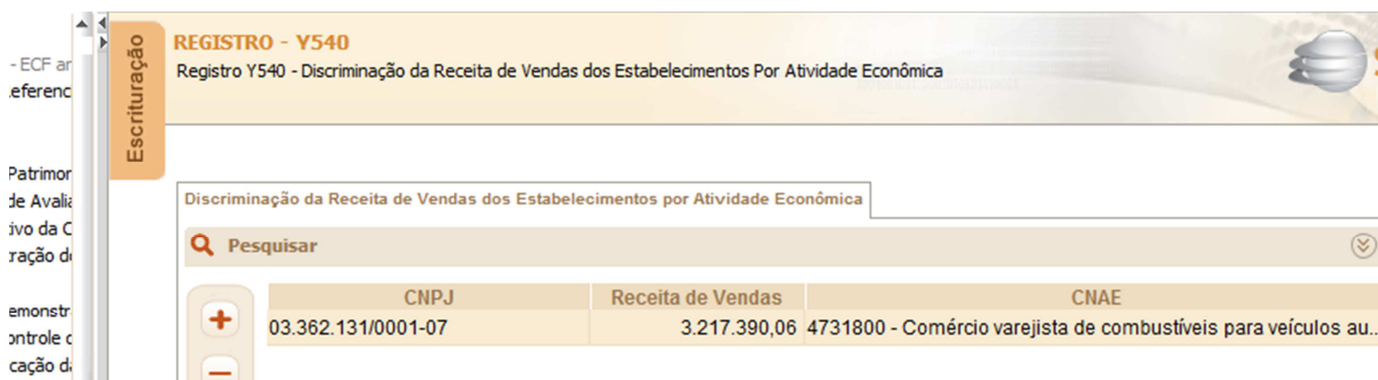 - ECF
Escrituração
REGISTRO - Y540
Registro Y540 - Discriminação da Receita de Vendas dos Estabelecimentos Por Atividade Econômica
S
Patrimon
de Avalia
ivo da C
ração d
emonstr
ontrole d
cação da
Discriminação da Receita de Vendas dos Estabelecimentos por Atividade Econômica
Pesquisar
CNPJ Receita de Vendas CNAE
03.362.131/0001-07 3.217.390,06 4731800 - Comércio varejista de combustíveis para veículos au..